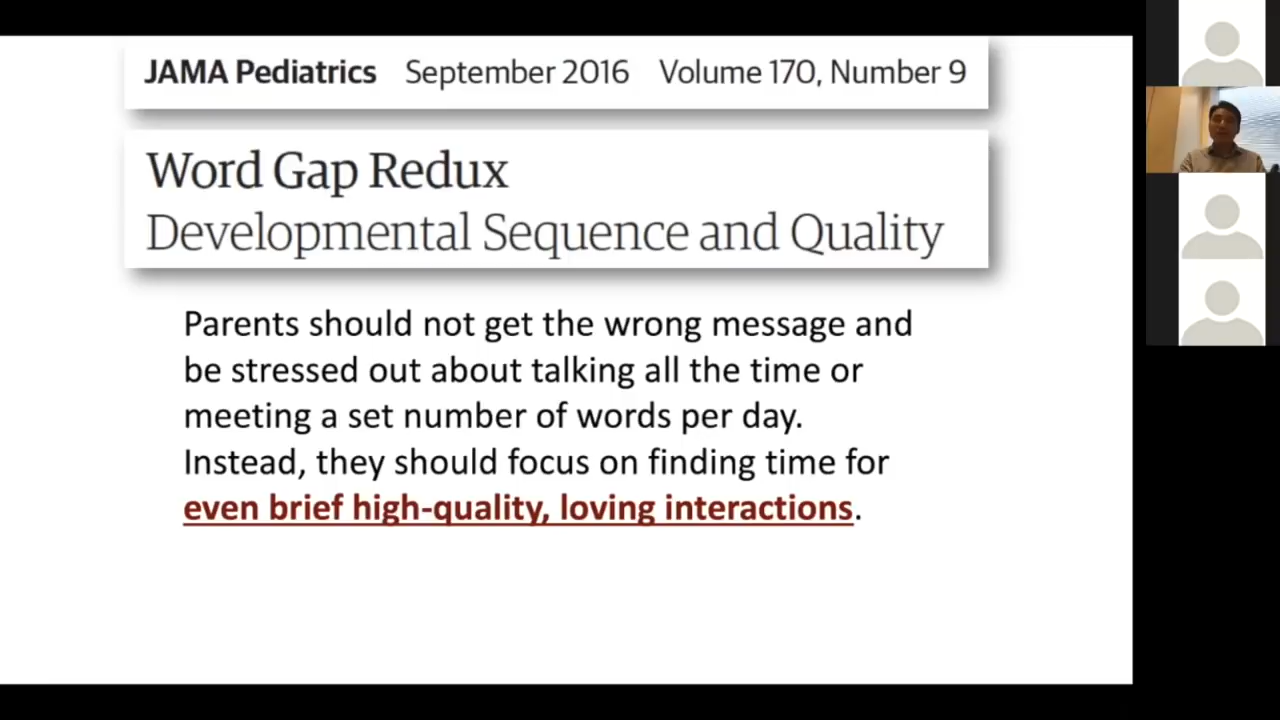 JAMA Pediatrics September 2016 Volume 170, Number 9
Word Gap Redux
Developmental Sequence and Quality
Parents should not get the wrong message and
be stressed out about talking all the time or
meeting a set number of words per day.
Instead, they should focus on finding time for
even brief high-quality, loving interactions.